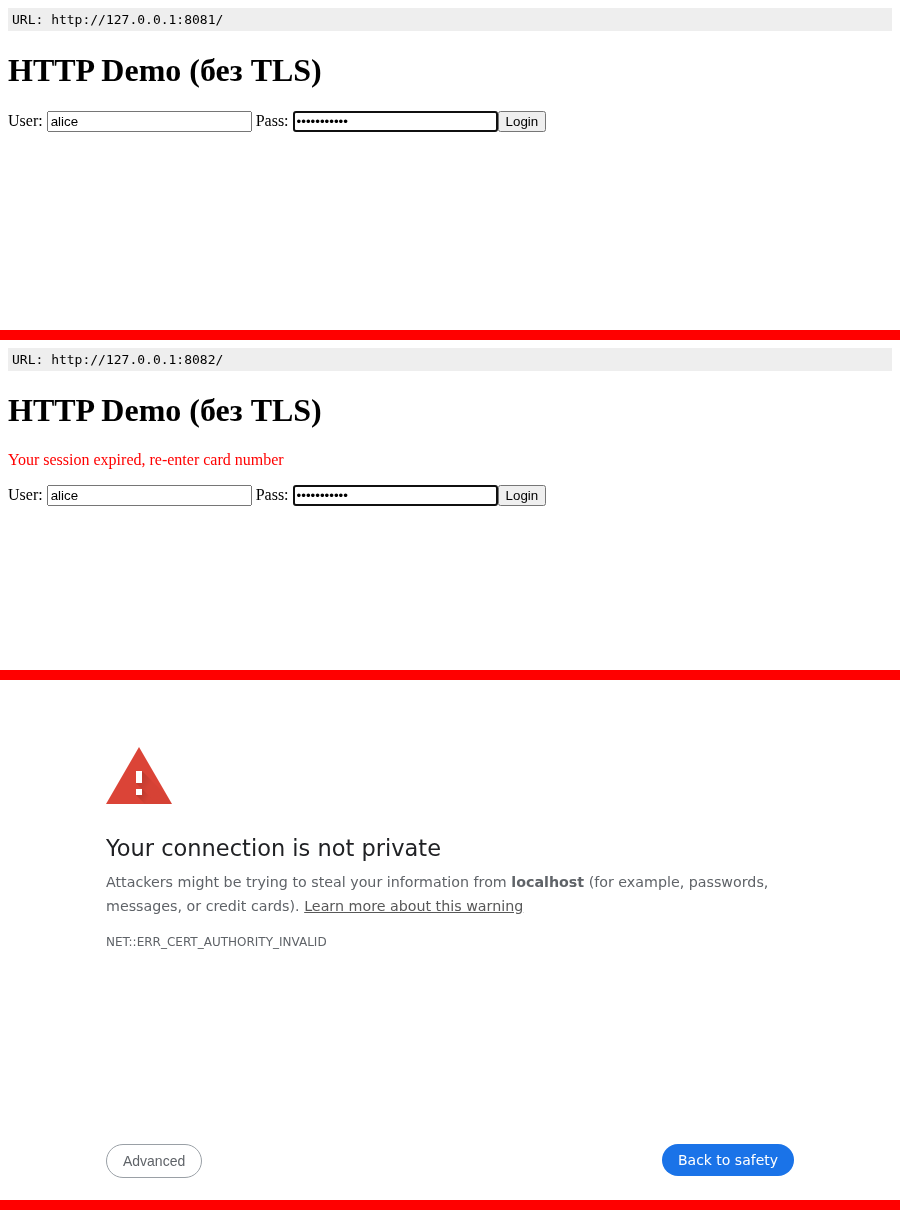 URL: http://127.0.0.1:8081/
HTTP Demo (без TLS)
User: alice Pass: ••••••••••• Login
URL: http://127.0.0.1:8082/
HTTP Demo (без TLS)
Your session expired, re-enter card number
User: alice Pass: ••••••••••• Login
Your connection is not private
Attackers might be trying to steal your information from localhost (for example, passwords,
messages, or credit cards). Learn more about this warning
NET::ERR_CERT_AUTHORITY_INVALID
Advanced Back to safety